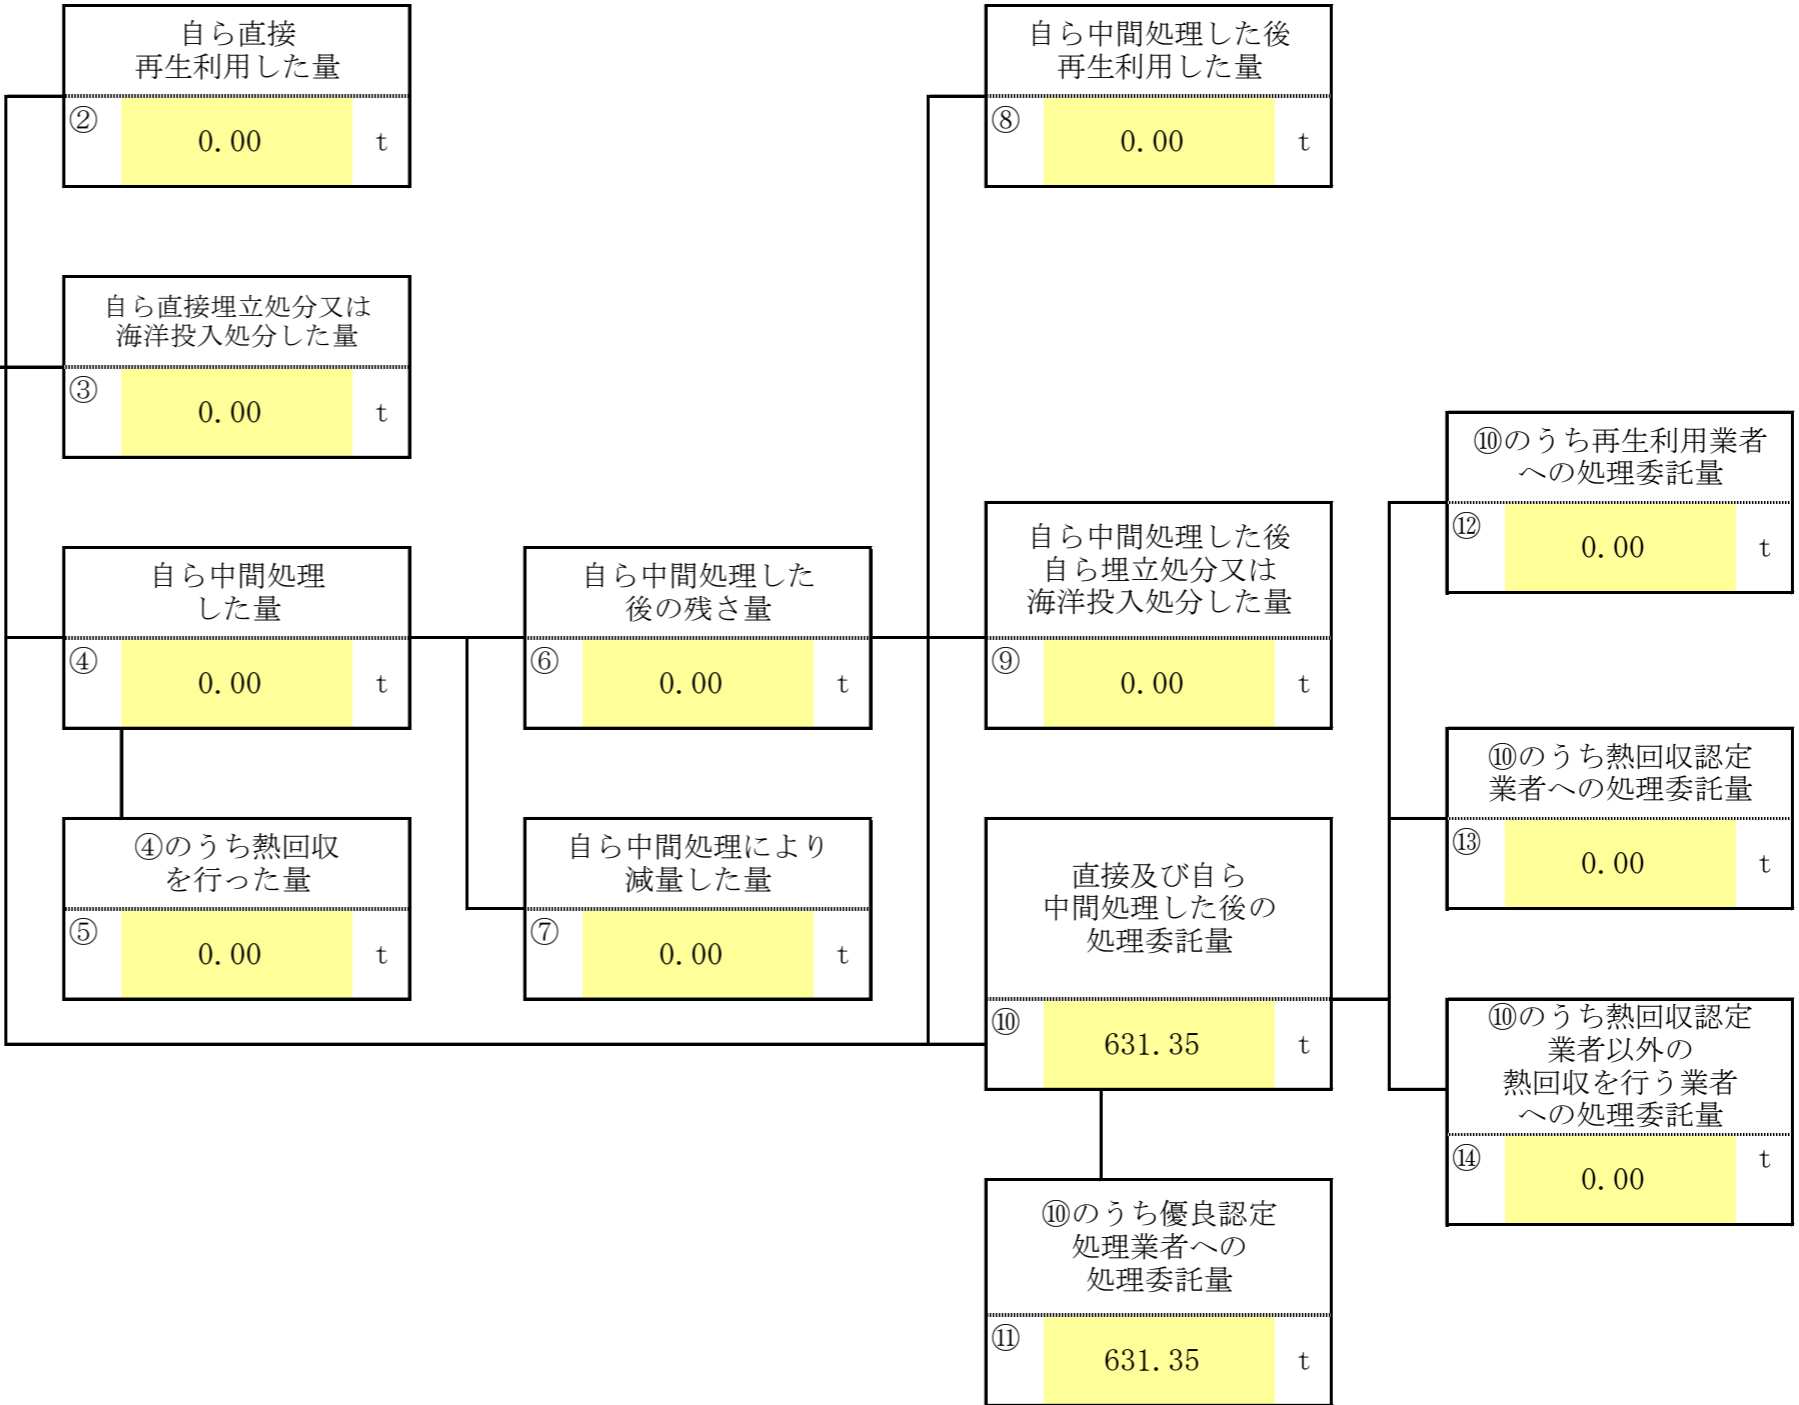 自ら直接
再生利用した量
② 0.00 t
自ら中間処理した後
再生利用した量
⑧ 0.00 t
自ら直接埋立処分又は
海洋投入処分した量
③ 0.00 t
⑩のうち再生利用業者
への処理委託量
⑫ 0.00 t
自ら中間処理
した量
④ 0.00 t
自ら中間処理した
後の残さ量
⑥ 0.00 t
自ら中間処理した後
自ら埋立処分又は
海洋投入処分した量
⑨ 0.00 t
⑩のうち熱回収認定
業者への処理委託量
⑬ 0.00 t
④のうち熱回収
を行った量
⑤ 0.00 t
自ら中間処理により
減量した量
⑦ 0.00 t
直接及び自ら
中間処理した後の
処理委託量
⑩ 631.35 t
⑩のうち熱回収認定
業者以外の
熱回収を行う業者
への処理委託量
⑭ 0.00 t
⑩のうち優良認定
処理業者への
処理委託量
⑪ 631.35 t